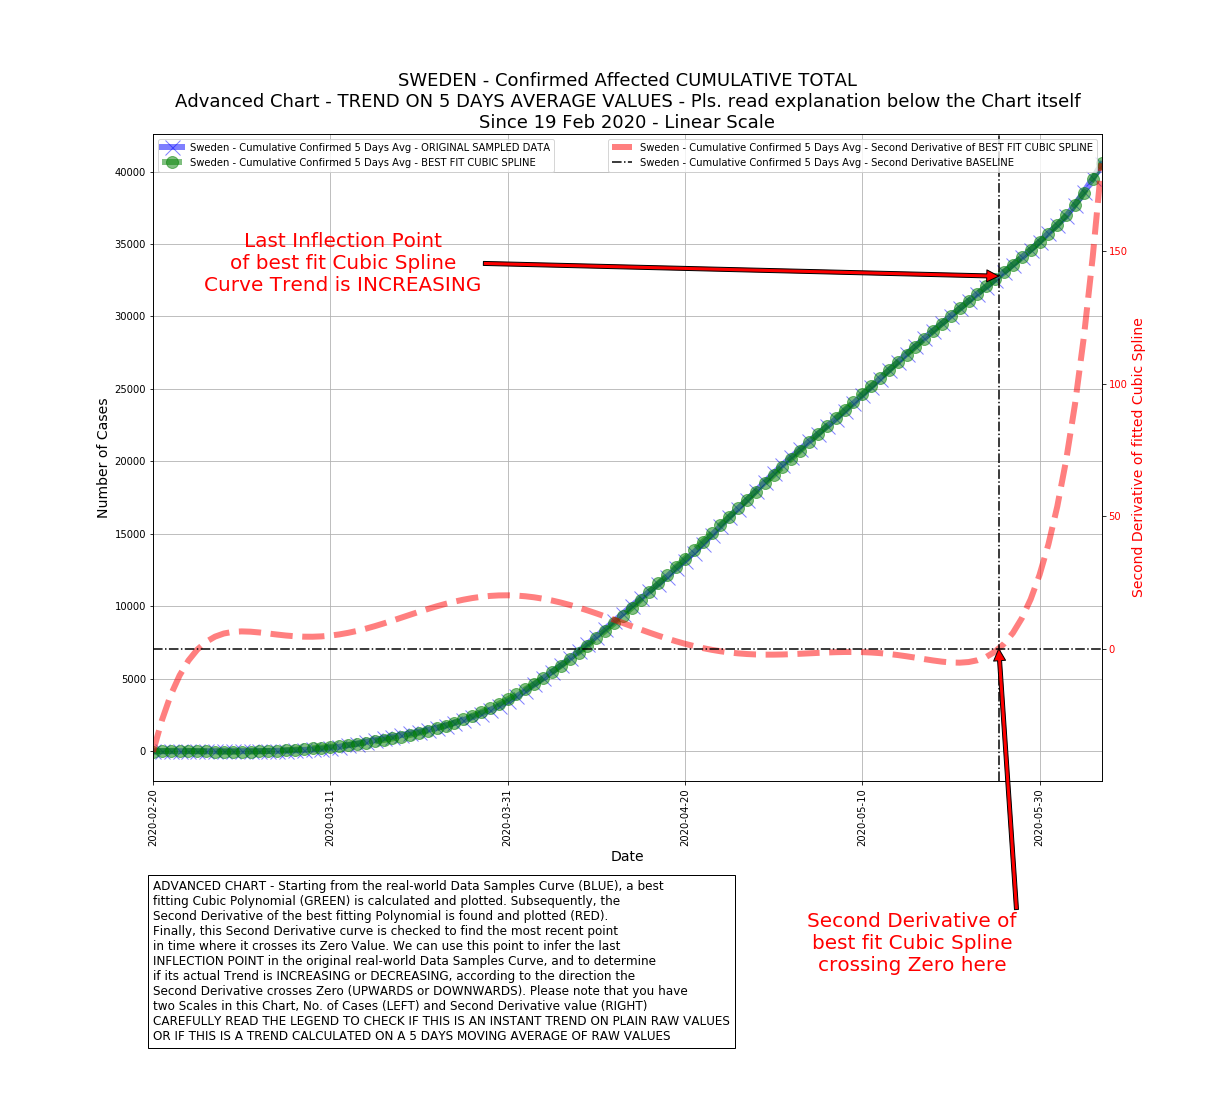 SWEDEN - Confirmed Affected CUMULATIVE TOTAL
Advanced Chart - TREND ON 5 DAYS AVERAGE VALUES - Pls. read explanation below the Chart itself
Since 19 Feb 2020 - Linear Scale
Sweden - Cumulative Confirmed 5 Days Avg - ORIGINAL SAMPLED DATA
Sweden - Cumulative Confirmed 5 Days Avg - BEST FIT CUBIC SPLINE
Sweden - Cumulative Confirmed 5 Days Avg - Second Derivative of BEST FIT CUBIC SPLINE
Sweden - Cumulative Confirmed 5 Days Avg - Second Derivative BASELINE
Last Inflection Point
of best fit Cubic Spline
Curve Trend is INCREASING
Number of Cases
40000
35000
30000
25000
20000
15000
10000
5000
0
150
100
50
0
Second Derivative of fitted Cubic Spline
2020-02-20
2020-03-11
2020-03-31
2020-04-20
2020-05-10
2020-05-30
Date
ADVANCED CHART - Starting from the real-world Data Samples Curve (BLUE), a best
fitting Cubic Polynomial (GREEN) is calculated and plotted. Subsequently, the
Second Derivative of the best fitting Polynomial is found and plotted (RED).
Finally, this Second Derivative curve is checked to find the most recent point
in time where it crosses its Zero Value. We can use this point to infer the last
INFLECTION POINT in the original real-world Data Samples Curve, and to determine
if its actual Trend is INCREASING or DECREASING, according to the direction the
Second Derivative crosses Zero (UPWARDS or DOWNWARDS). Please note that you have
two Scales in this Chart, No. of Cases (LEFT) and Second Derivative value (RIGHT)
CAREFULLY READ THE LEGEND TO CHECK IF THIS IS AN INSTANT TREND ON PLAIN RAW VALUES
OR IF THIS IS A TREND CALCULATED ON A 5 DAYS MOVING AVERAGE OF RAW VALUES
Second Derivative of
best fit Cubic Spline
crossing Zero here